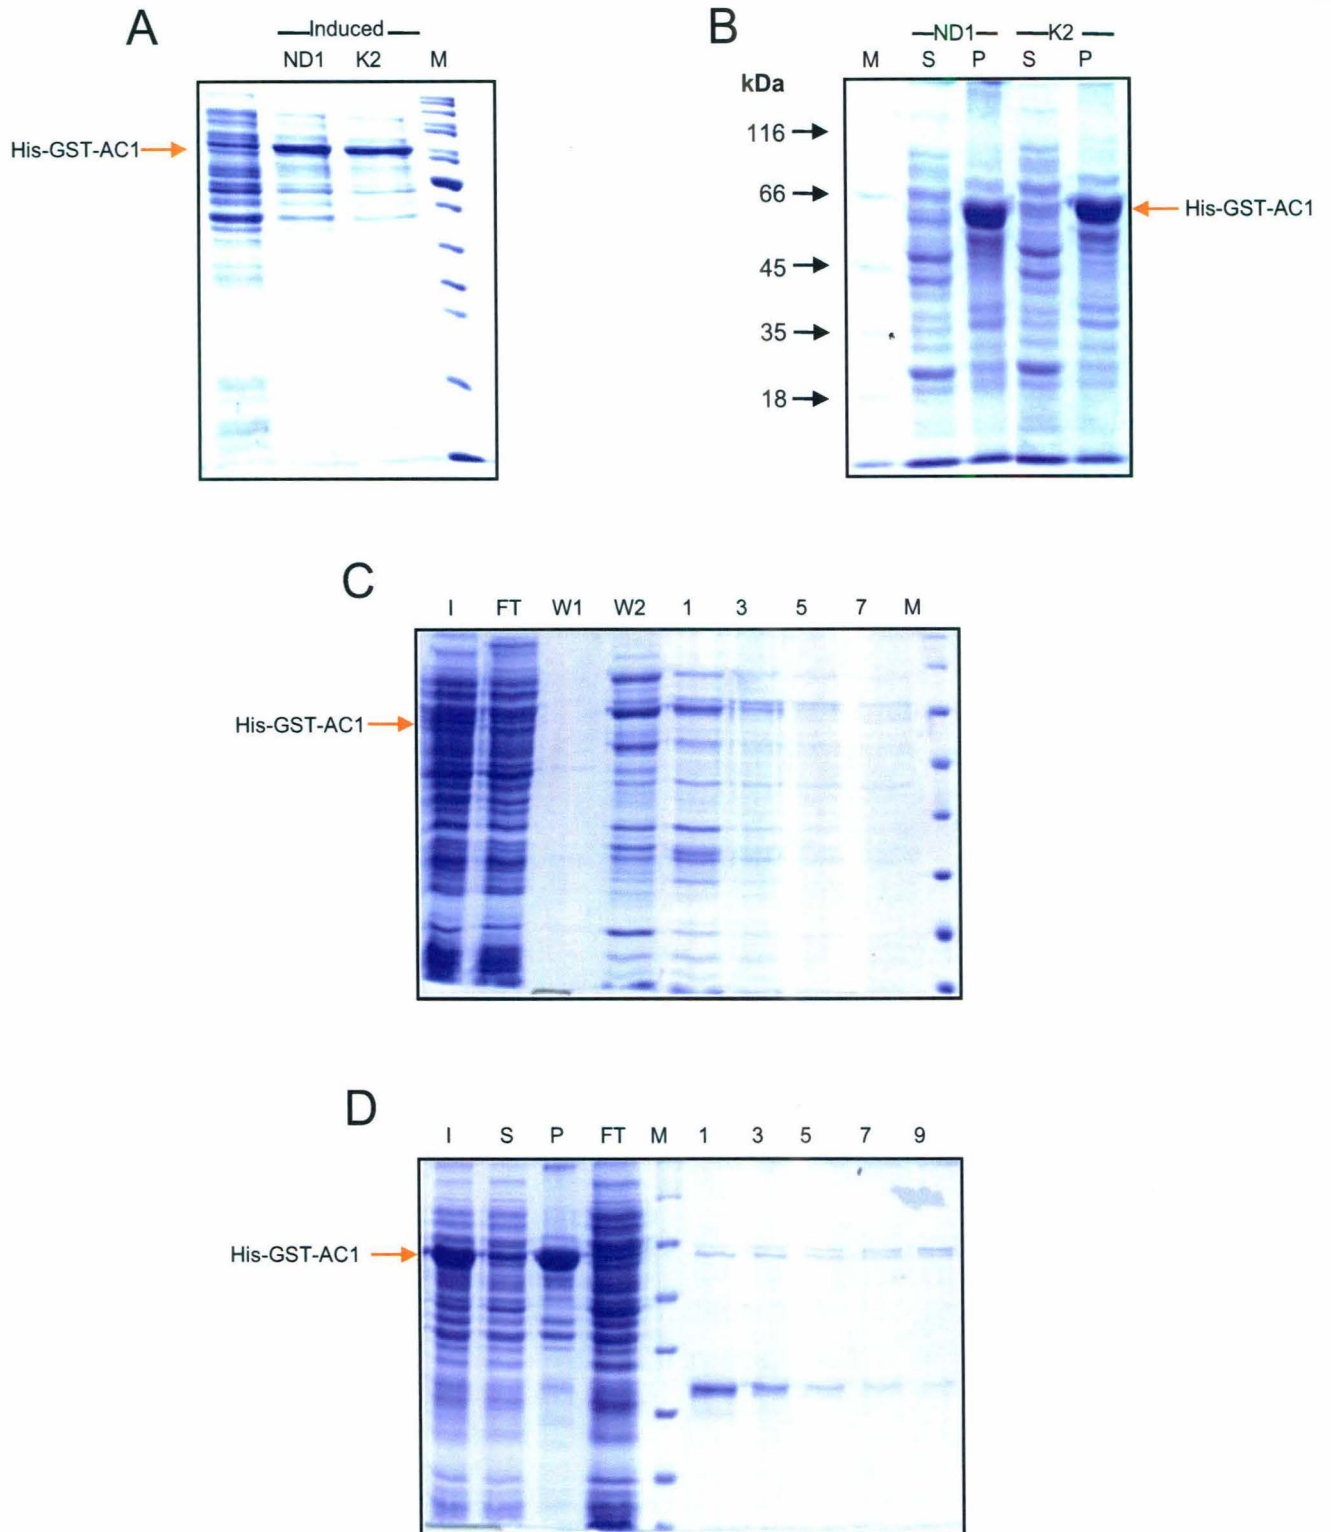 A
Induced
ND1 K2 M
His-GST-AC1
B
ND1 K2
M S P S P
kDa
116
66
45
35
18
His-GST-AC1
C
I FT W1 W2 1 3 5 7 M
His-GST-AC1
D
I S P FT M 1 3 5 7 9
His-GST-AC1